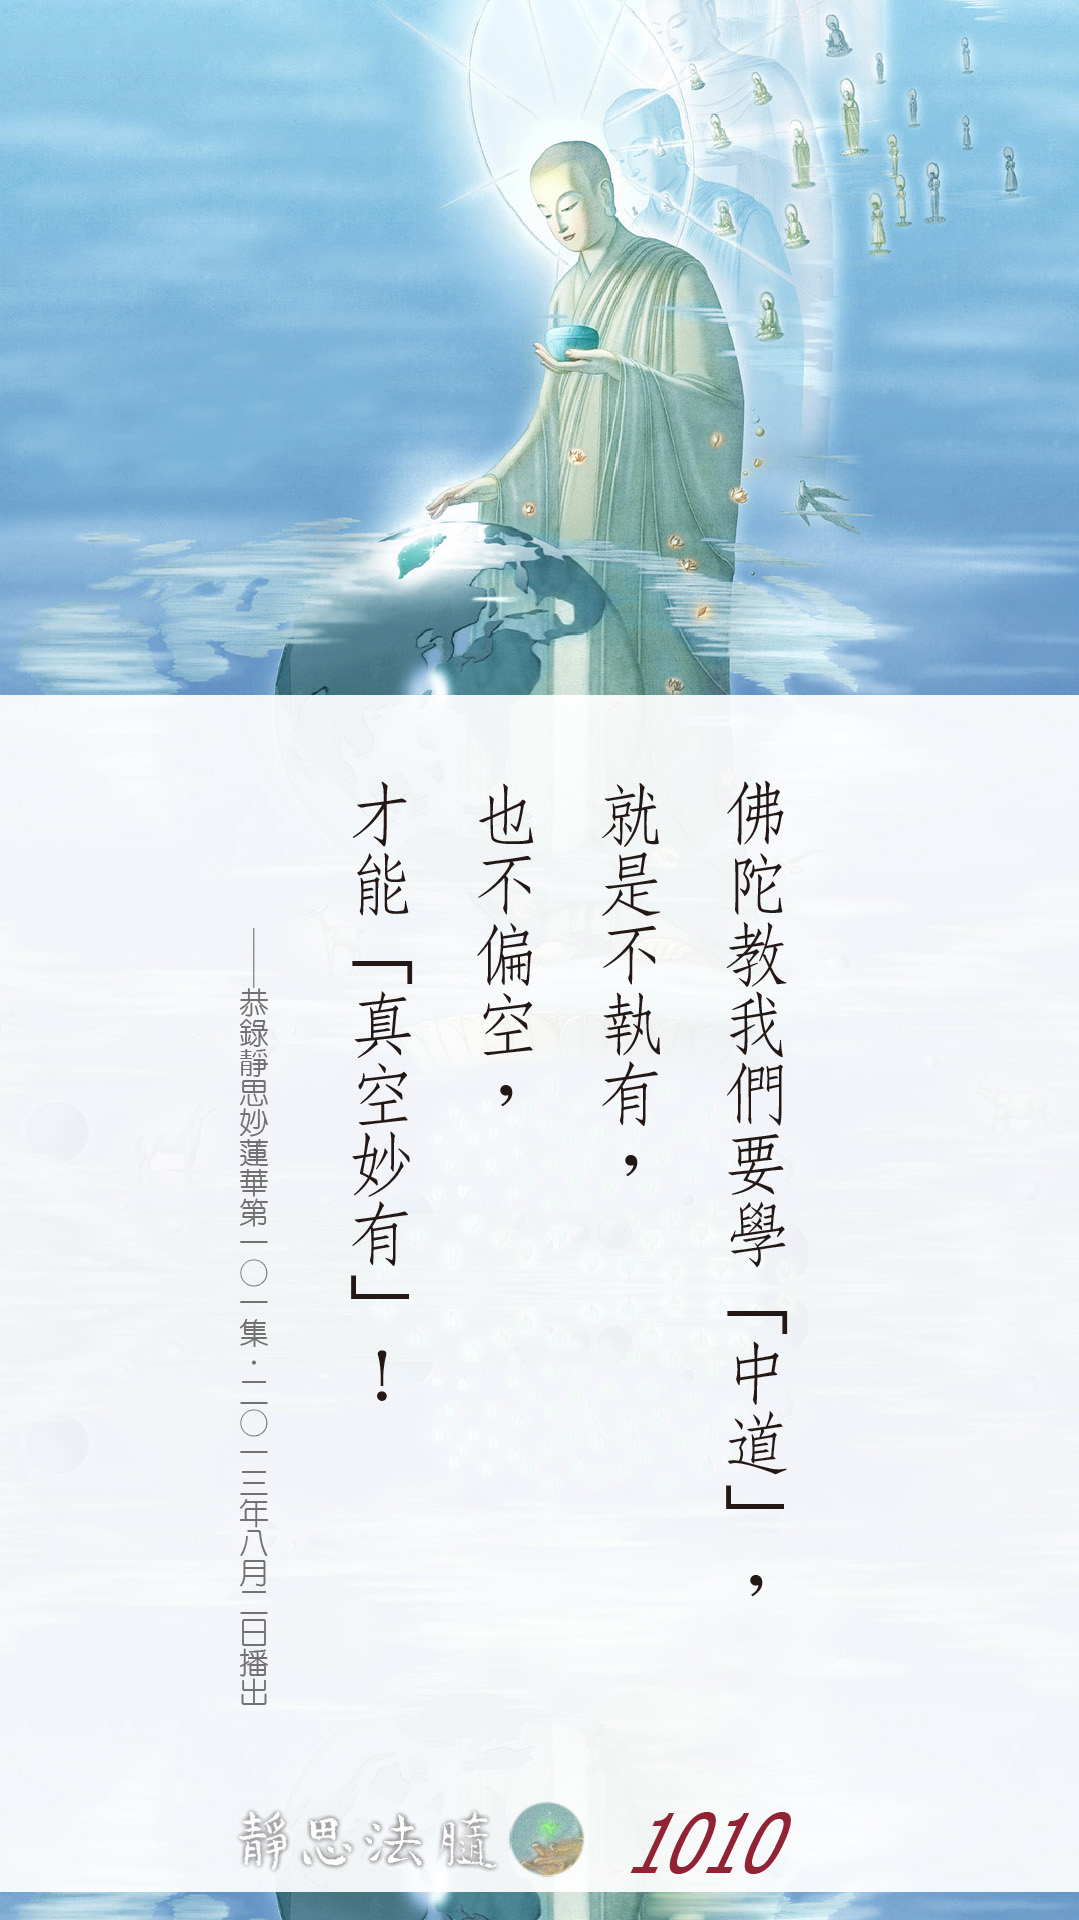 佛陀教我們要學「中道」，
就是不執有，
也不偏空，
才能「真空妙有」！
——恭錄靜思妙蓮華第一〇一集·二〇一三年八月二日播出
靜思法髓
1010